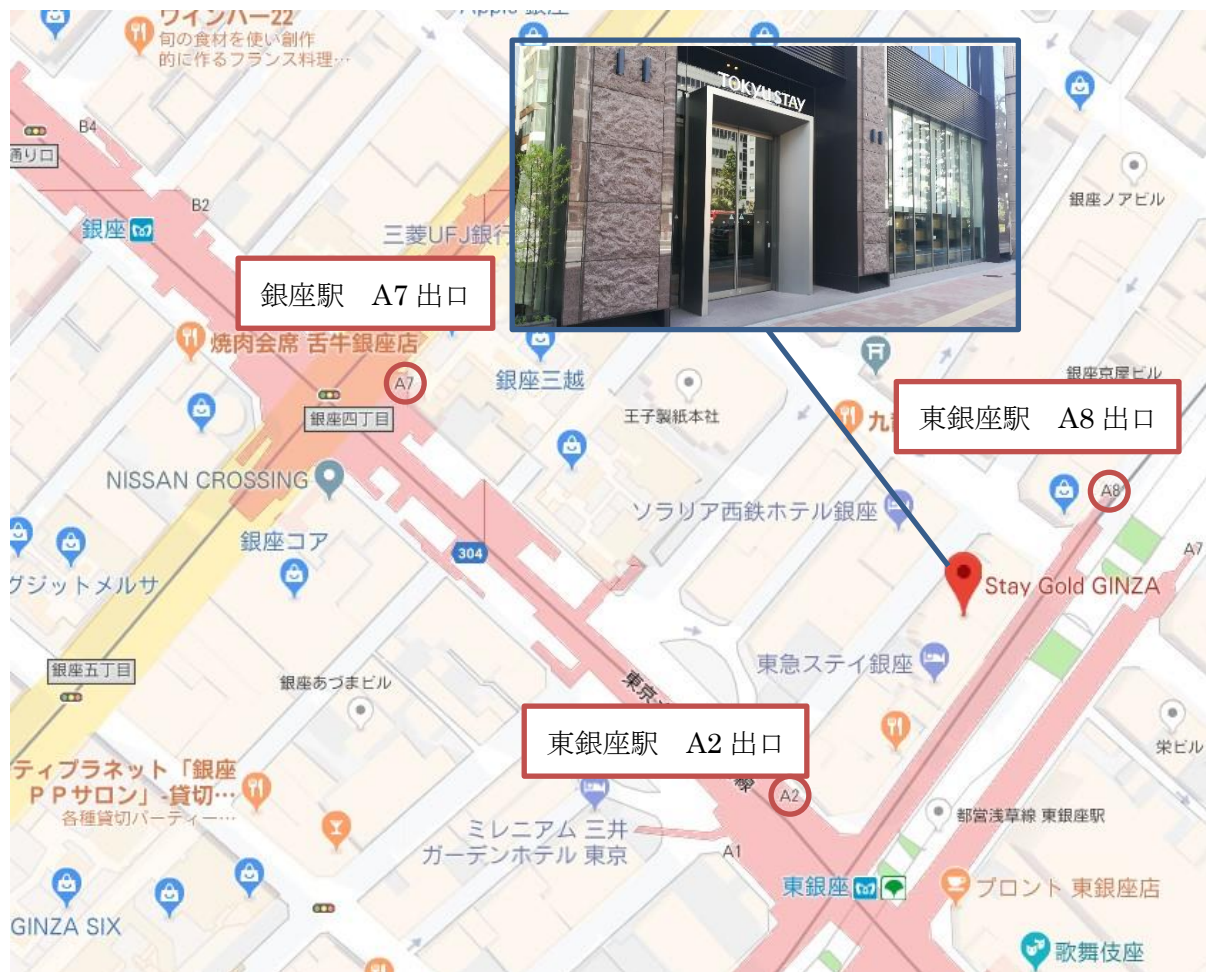 ワインバー22
旬の食材を使い創作
的に作るフランス料理…
Apple 銀座
B4
通り口
B2
銀座
三菱UFJ銀行
TOKYU STAY
銀座ノアビル
銀座駅 A7 出口
焼肉会席 舌牛銀座店
A7
銀座四丁目
銀座三越
王子製紙本社
銀座京屋ビル
東銀座駅 A8 出口
NISSAN CROSSING
ソラリア西鉄ホテル銀座
A8
銀座コア
304
A7
グジットメルサ
Stay Gold GINZA
銀座五丁目
東急ステイ銀座
銀座あづまビル
東銀座駅 A2 出口
栄ビル
ティプラネット「銀座
ＰＰサロン」-貸切…
各種貸切パーティー…
A2
都営浅草線 東銀座駅
ミレニアム 三井
ガーデンホテル 東京
A1
東銀座
プロント 東銀座店
GINZA SIX
歌舞伎座